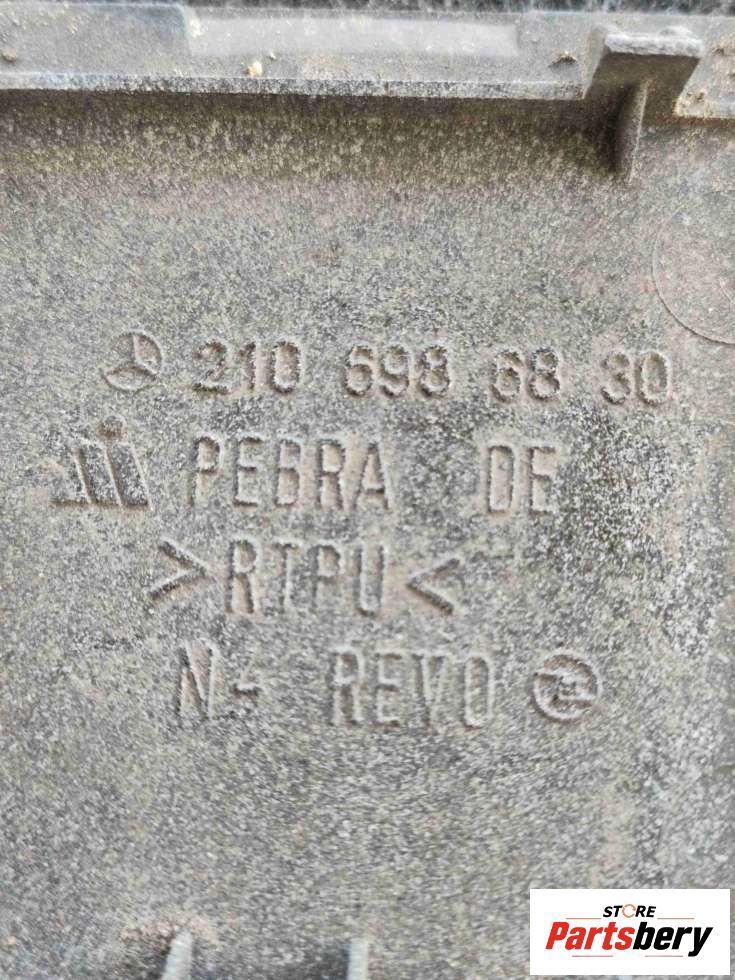 210 698 68 30
PEBRA DE
>RTPU<
N- REVO
STORE
Partsbery